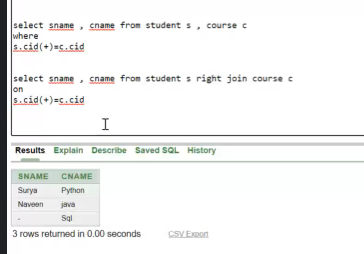 select sname , cname from student s , course c
where
s.cid(+)=c.cid
select sname , cname from student s right join course c
on
s.cid(+)=c.cid
Results Explain Describe Saved SQL History
SNAME CNAME
Surya Python
Naveen java
- Sql
3 rows returned in 0.00 seconds CSV Export